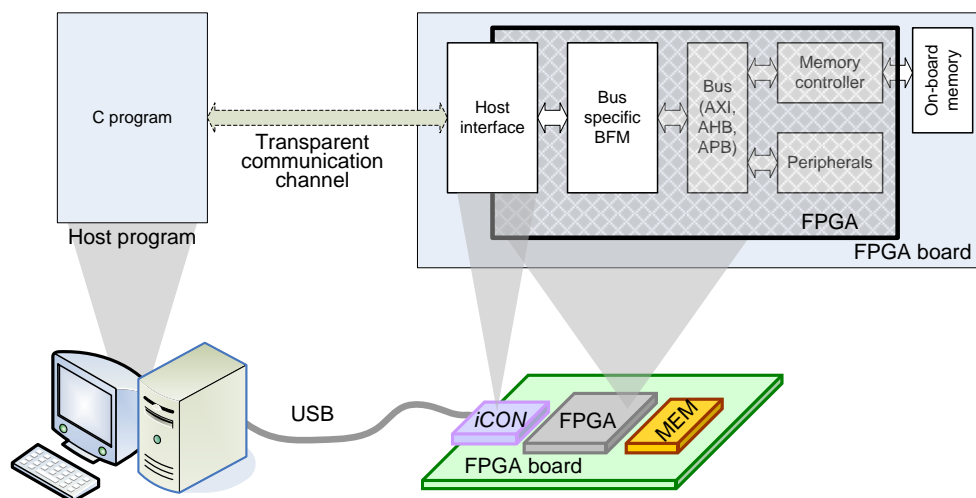 C program
Host program
Transparent
communication
channel
Host
interface
Bus
specific
BFM
Bus
(AXI,
AHB,
APB)
Memory
controller
Peripherals
On-board
memory
FPGA
FPGA board
USB
iCON
FPGA
MEM
FPGA board